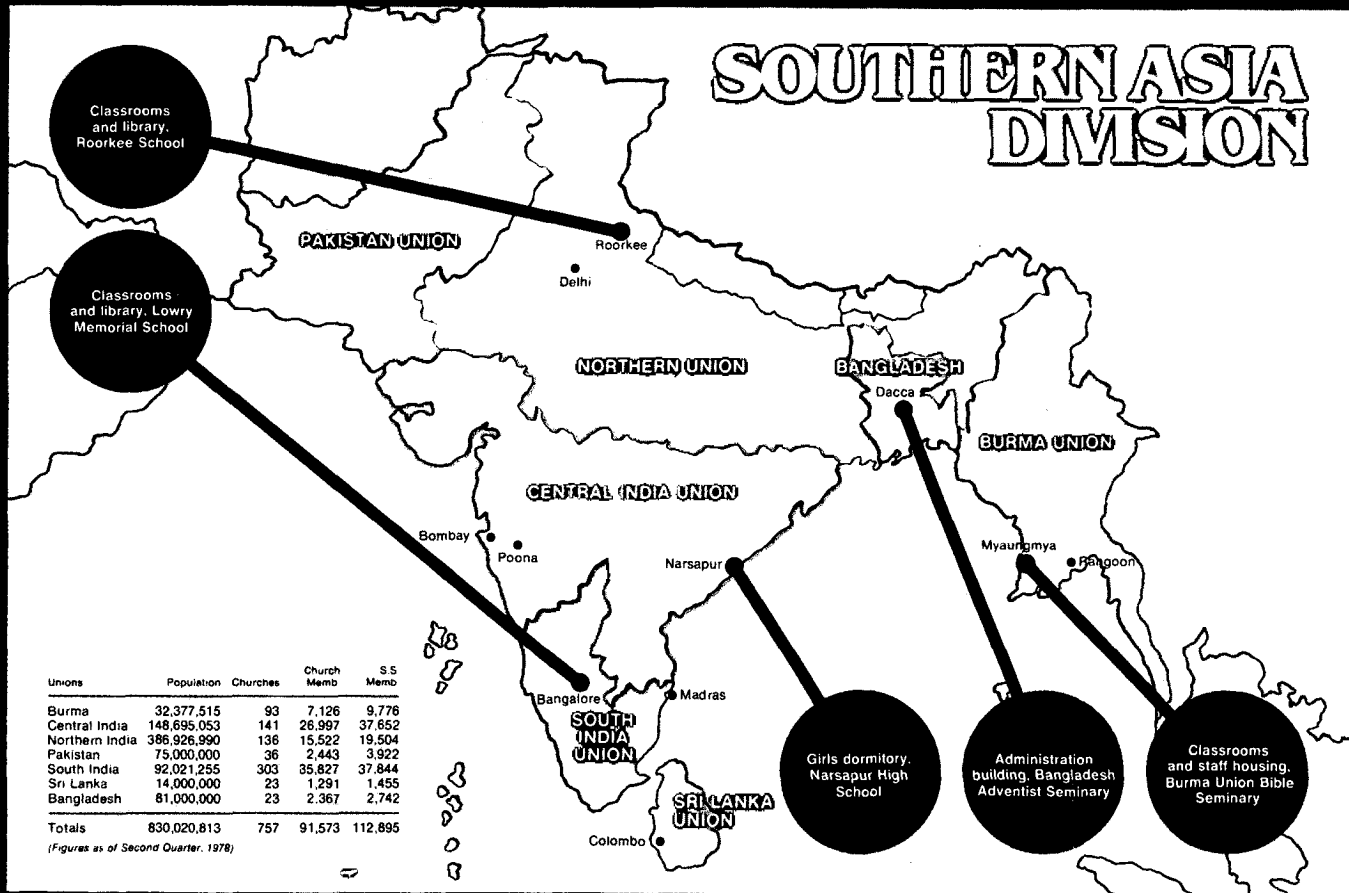 SOUTHERN ASIA
DIVISION
Classrooms
and library,
Roorkee School
Classrooms
and library, Lowry
Memorial School
PAKISTAN UNION
Roorkee
Delhi
NORTHERN UNION
BANGLADESH
Dacca
BURMA UNION
CENTRAL INDIA UNION
Bombay
Poona
Narsapur
Myaungmya
Rangoon
Bangalore
Madras
SOUTH
INDIA
UNION
SRI LANKA
UNION
Colombo
Girls dormitory,
Narsapur High
School
Administration
building, Bangladesh
Adventist Seminary
Classrooms
and staff housing,
Burma Union Bible
Seminary
Unions Population Churches Church Memb S.S Memb
Burma 32,377,515 93 7,126 9,776
Central India 148,695,053 141 26,997 37,652
Northern India 386,926,990 136 15,522 19,504
Pakistan 75,000,000 36 2,443 3,922
South India 92,021,255 303 35,827 37,844
Sri Lanka 14,000,000 23 1,291 1,455
Bangladesh 81,000,000 23 2,367 2,742
Totals 830,020,813 757 91,573 112,895
(Figures as of Second Quarter, 1978)